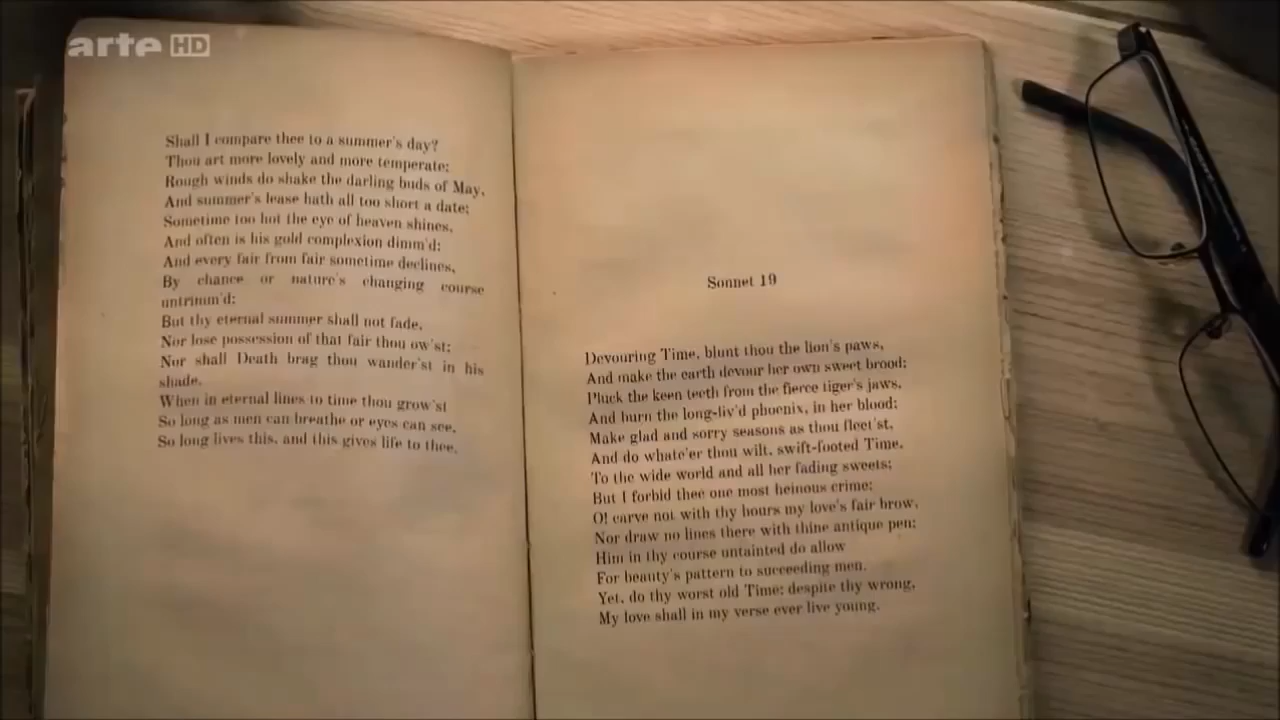 arte HD
Shall I compare thee to a summer's day?
Thou art more lovely and more temperate:
Rough winds do shake the darling buds of May,
And summer's lease hath all too short a date;
Sometime too hot the eye of heaven shines,
And often is his gold complexion dimm'd;
And every fair from fair sometime declines,
By chance or nature's changing course
untrimm'd:
But thy eternal summer shall not fade,
Nor lose possession of that fair thou ow'st;
Nor shall Death brag thou wander'st in his
shade,
When in eternal lines to time thou grow'st
So long as men can breathe or eyes can see,
So long lives this, and this gives life to thee.
Sonnet 19
Devouring Time, blunt thou the lion's paws,
And make the earth devour her own sweet brood;
Pluck the keen teeth from the fierce tiger's jaws,
And burn the long-liv'd phoenix, in her blood;
Make glad and sorry seasons as thou fleet'st,
And do whate'er thou wilt, swift-footed Time,
To the wide world and all her fading sweets;
But I forbid thee one most heinous crime:
O! carve not with thy hours my love's fair brow,
Nor draw no lines there with thine antique pen;
Him in thy course untainted do allow
For beauty's pattern to succeeding men.
Yet, do thy worst old Time: despite thy wrong,
My love shall in my verse ever live young.